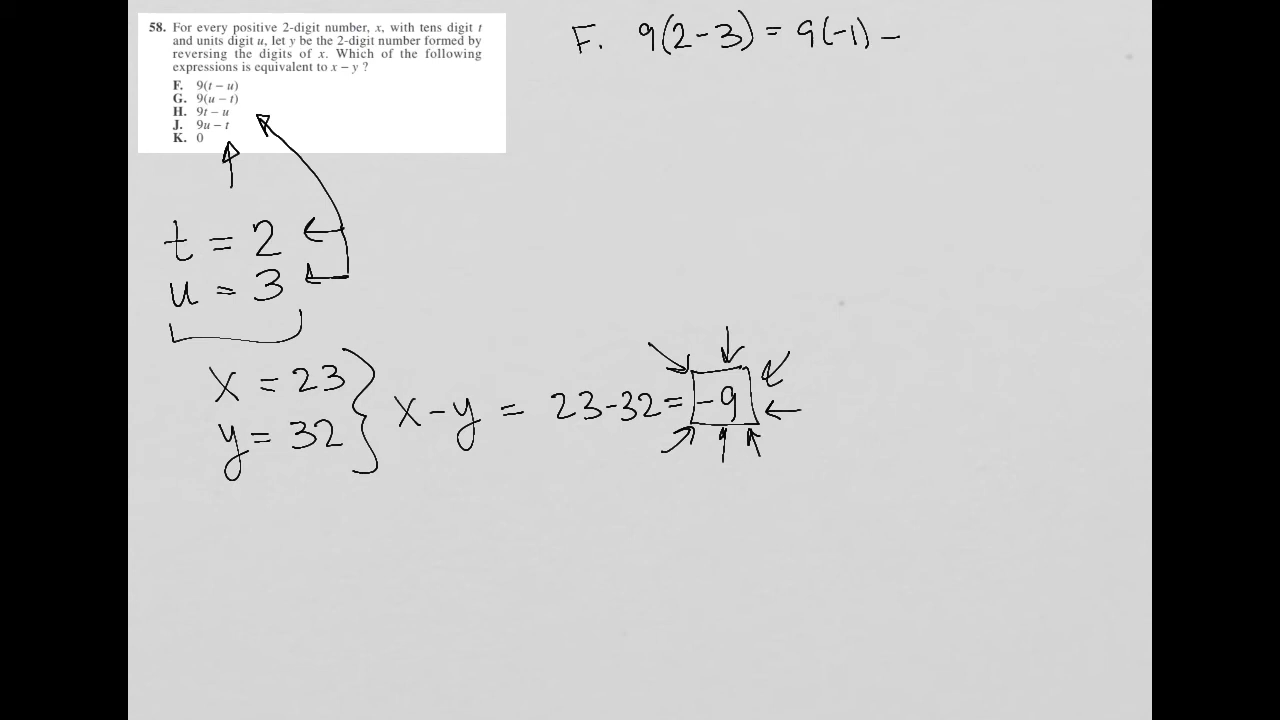 58. For every positive 2-digit number, x, with tens digit t
and units digit u, let y be the 2-digit number formed by
reversing the digits of x. Which of the following
expressions is equivalent to x − y ?
F. 9(t − u)
G. 9(u − t)
H. 9t − u
J. 9u − t
K. 0
F. 9(2-3) = 9(-1) -
t = 2
u = 3
x = 23
y = 32
x - y = 23-32 = -9